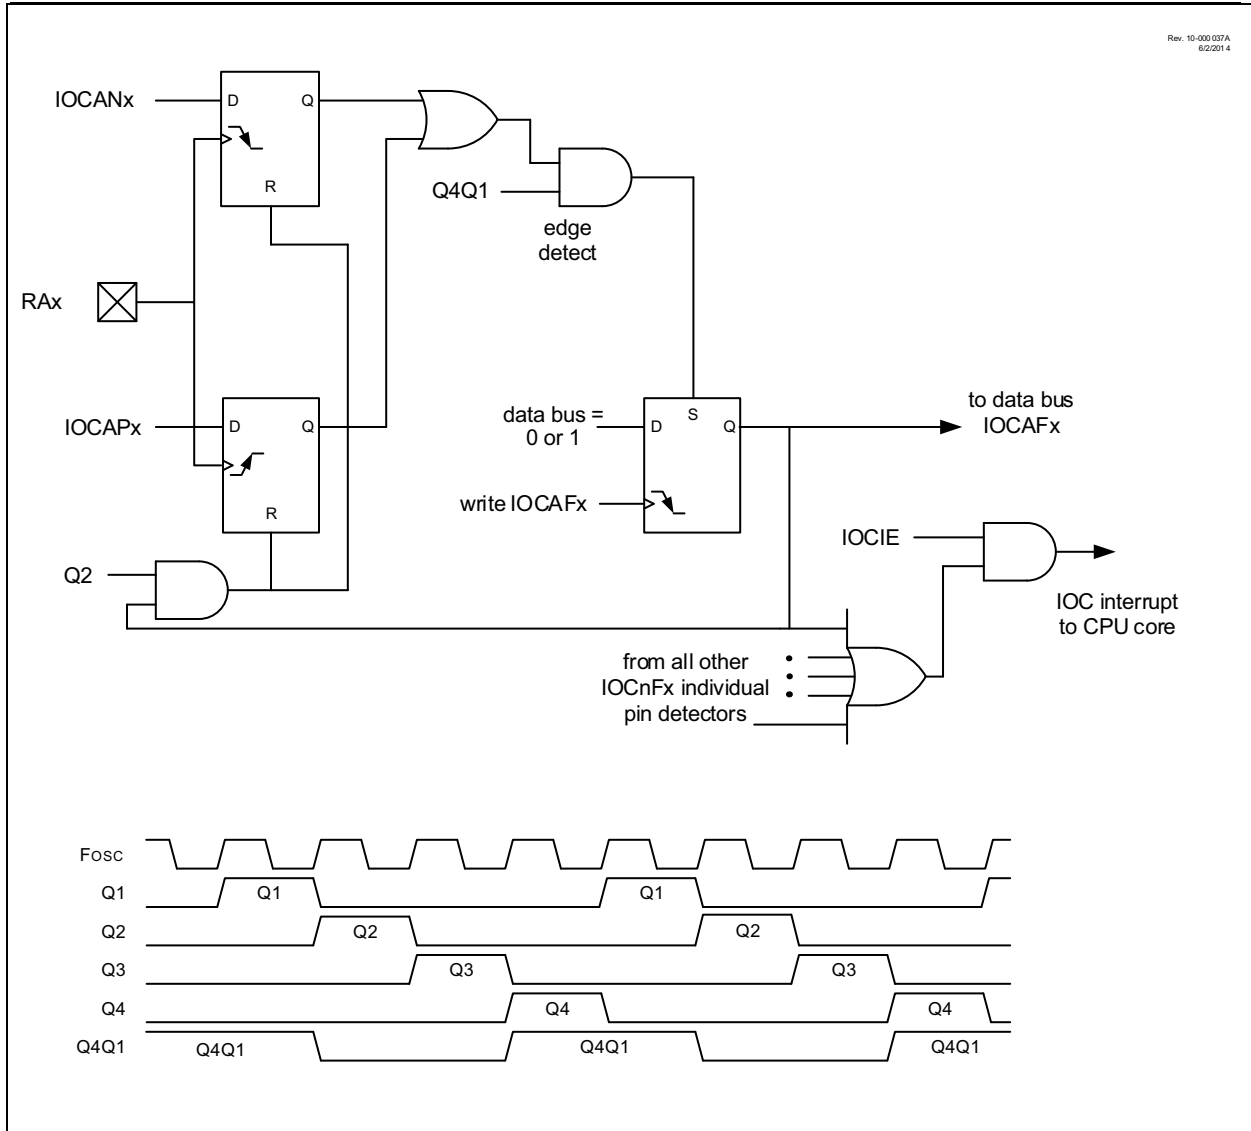 Rev. 10-000 037A
6/2/201 4
IOCANx
D
Q
R
Q4Q1
edge
detect
RAx
IOCAPx
D
Q
R
data bus =
0 or 1
S
D
Q
to data bus
IOCAFx
write IOCAFx
IOCIE
Q2
IOC interrupt
to CPU core
from all other
IOCnFx individual
pin detectors
FOSC
Q1
Q1
Q1
Q2
Q2
Q2
Q3
Q3
Q3
Q4
Q4
Q4
Q4Q1
Q4Q1
Q4Q1
Q4Q1